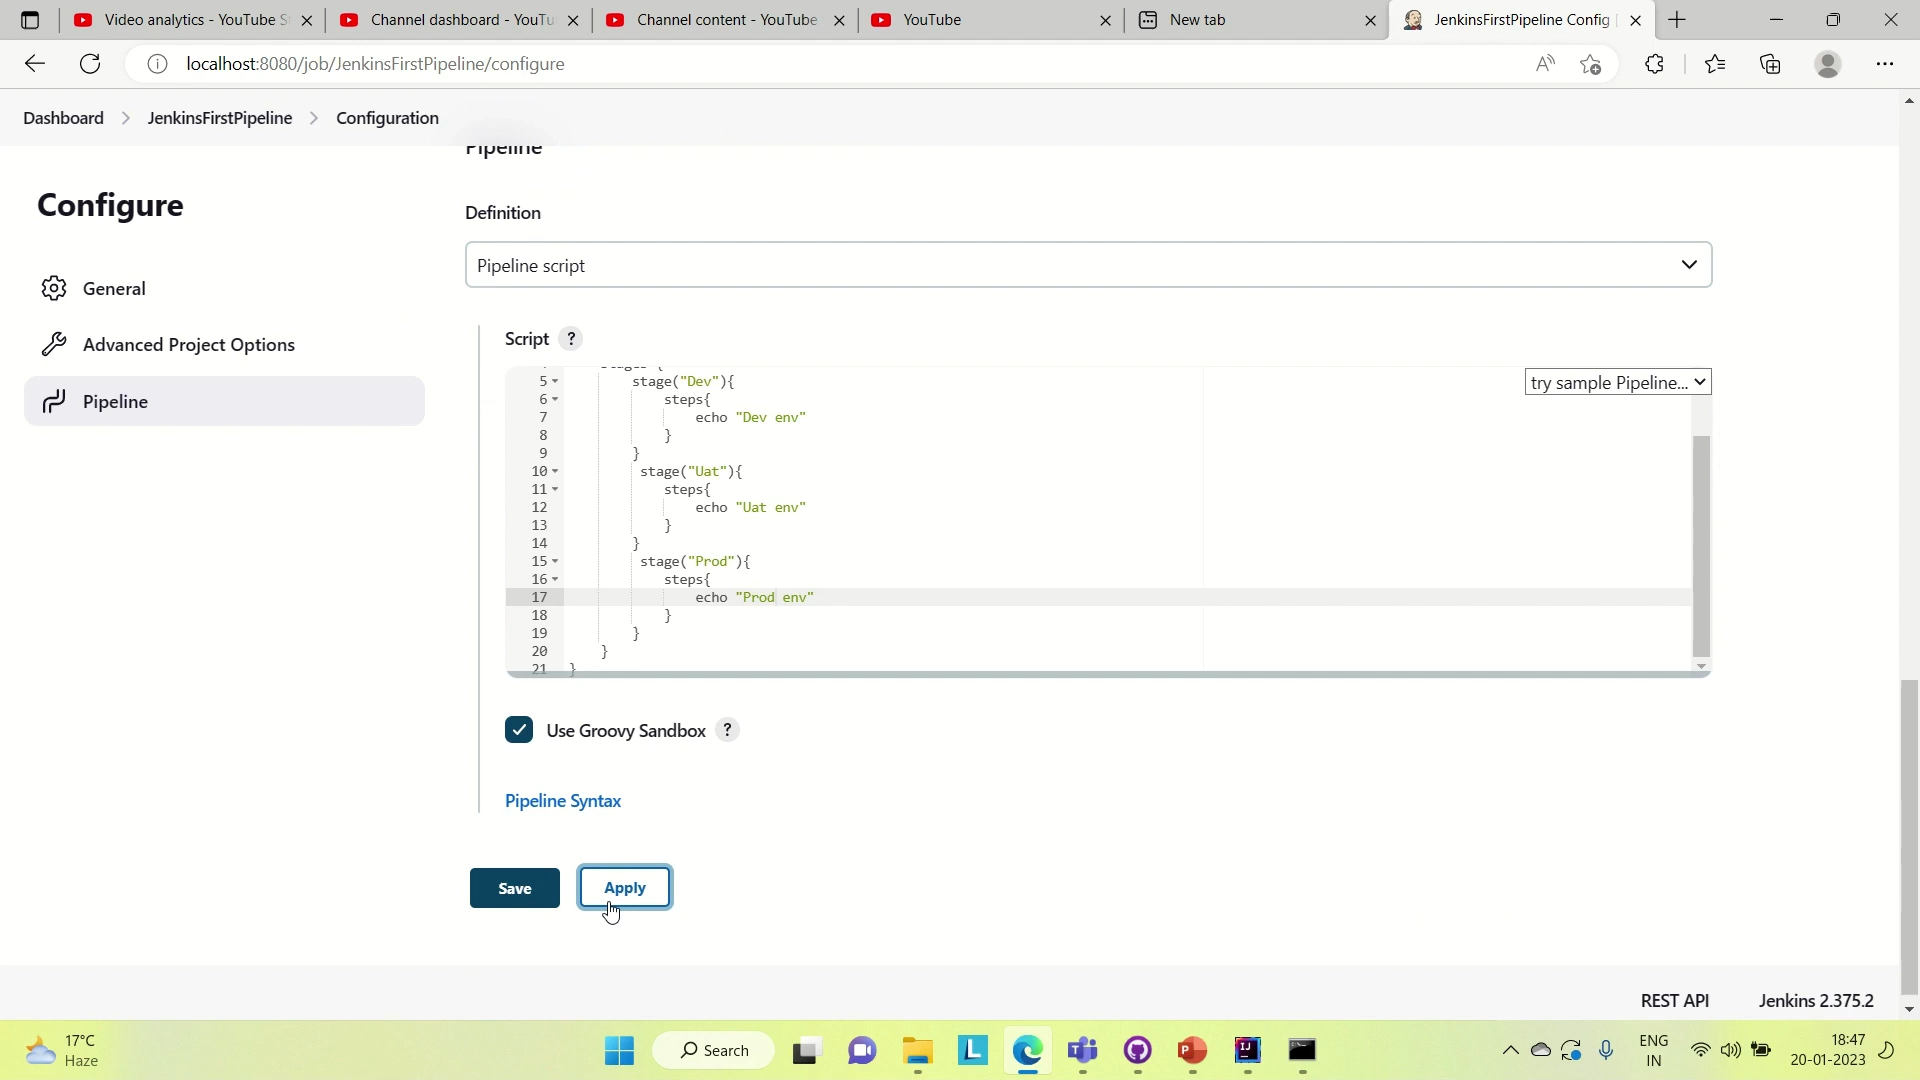 Video analytics - YouTube S
Channel dashboard - YouTu
Channel content - YouTube
YouTube
New tab
JenkinsFirstPipeline Config
localhost:8080/job/JenkinsFirstPipeline/configure
Dashboard
JenkinsFirstPipeline
Configuration
Configure
General
Advanced Project Options
Pipeline
Pipeline
Definition
Pipeline script
Script ?
try sample Pipeline...
5 stage("Dev"){
6 steps{
7 echo "Dev env"
8 }
9 }
10 stage("Uat"){
11 steps{
12 echo "Uat env"
13 }
14 }
15 stage("Prod"){
16 steps{
17 echo "Prod env"
18 }
19 }
20 }
21 }
Use Groovy Sandbox ?
Pipeline Syntax
Save
Apply
REST API
Jenkins 2.375.2
17°C
Haze
Search
ENG
IN
18:47
20-01-2023